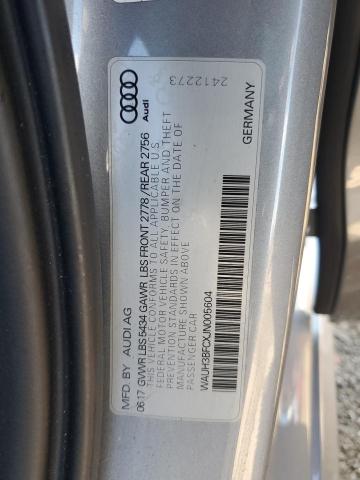 Audi
2412273
MFD. BY AUDI AG
06.17 GVWR LBS 5434 GAWR LBS FRONT 2778 /REAR 2756
THIS VEHICLE CONFORMS TO ALL APPLICABLE U.S.
FEDERAL MOTOR VEHICLE SAFETY, BUMPER AND THEFT
PREVENTION STANDARDS IN EFFECT ON THE DATE OF
MANUFACTURE SHOWN ABOVE
PASSENGER CAR
WAUH3BFCXJN005604
GERMANY